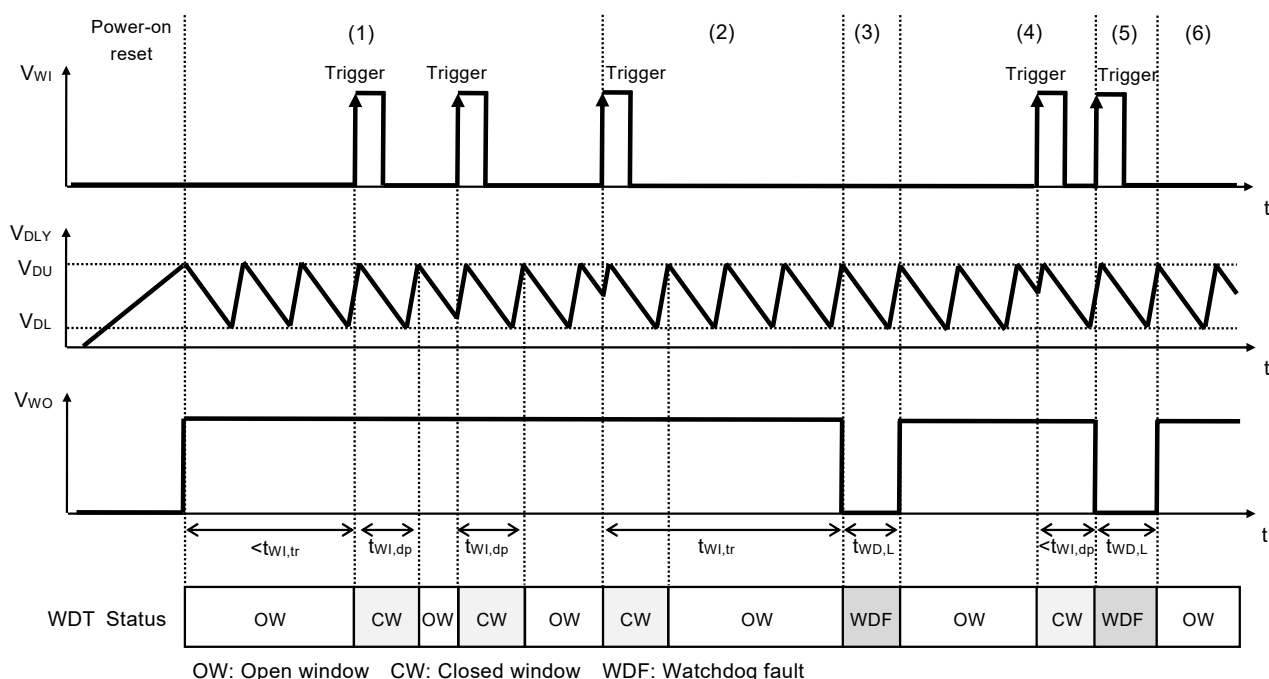 Power-on
reset
(1) (2) (3) (4) (5) (6)
VWI
Trigger Trigger Trigger Trigger Trigger
t
VDLY
VDU
VDL
t
VWO
t
<tWI,tr tWI,dp tWI,dp tWI,tr tWD,L <tWI,dp tWD,L
WDT Status OW CW OW CW OW CW OW WDF OW CW WDF OW
OW: Open window CW: Closed window WDF: Watchdog fault